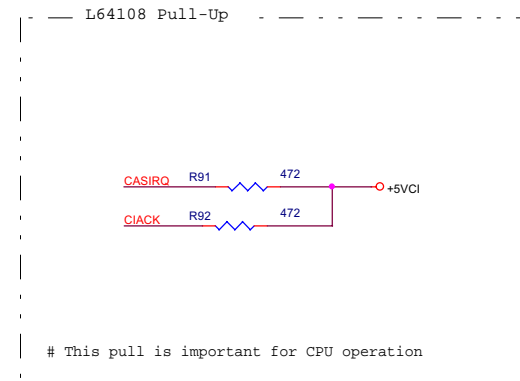 L64108 Pull-Up
CASIRQ R91 472
+5VCI
CIACK R92 472
# This pull is important for CPU operation